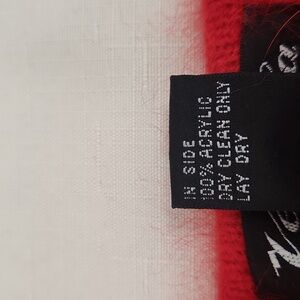 IN SIDE
100% ACRYLIC
DRY CLEAN ONLY
LAY DRY